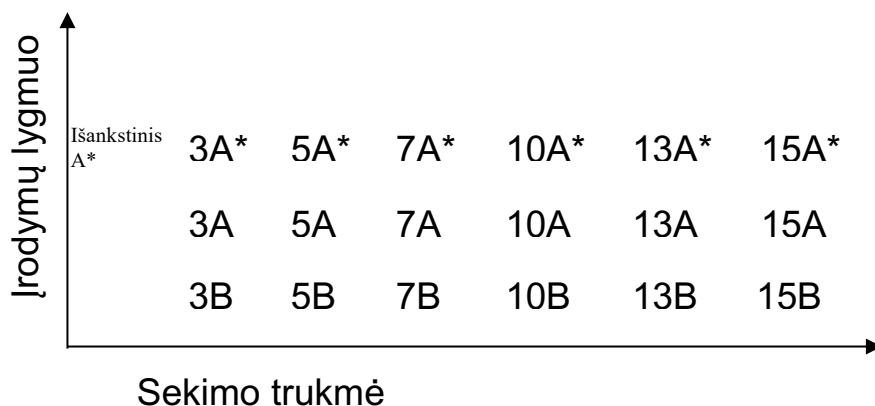 Įrodymų lygmuo
Išankstinis
A*
3A* 5A* 7A* 10A* 13A* 15A*
3A 5A 7A 10A 13A 15A
3B 5B 7B 10B 13B 15B
Sekimo trukmė